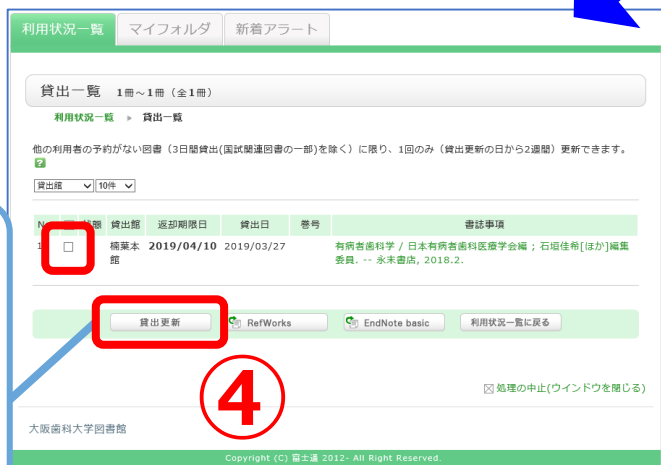 利用状況一覧 マイフォルダ 新着アラート
貸出一覧 1冊～1冊（全1冊）
利用状況一覧 ▶ 貸出一覧
他の利用者の予約がない図書（3日間貸出(国試関連図書の一部)を除く）に限り、1回のみ（貸出更新の日から2週間）更新できます。
?
貸出館 10件
貸出館 返却期限日 貸出日 巻号 書誌事項
楠葉本館 2019/04/10 2019/03/27 有病者歯科学 / 日本有病者歯科医療学会編 ; 石垣佳希[ほか]編集
委員. -- 永末書店, 2018.2.
貸出更新 RefWorks EndNote basic 利用状況一覧に戻る
④
処理の中止(ウインドウを閉じる)
大阪歯科大学図書館
Copyright (C) 富士通 2012- All Right Reserved.